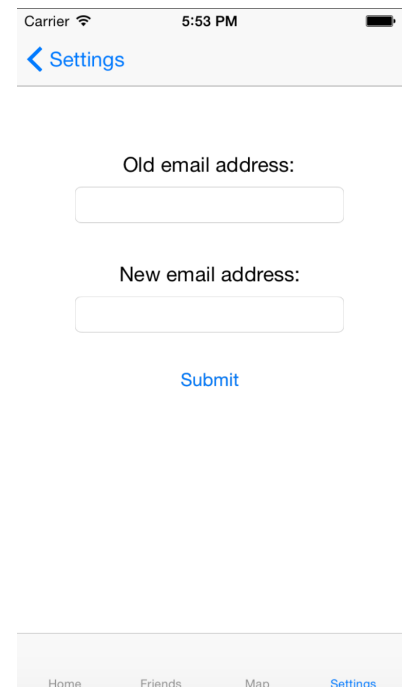 Carrier 5:53 PM
Settings
Old email address:
New email address:
Submit
Home Friends Map Settings